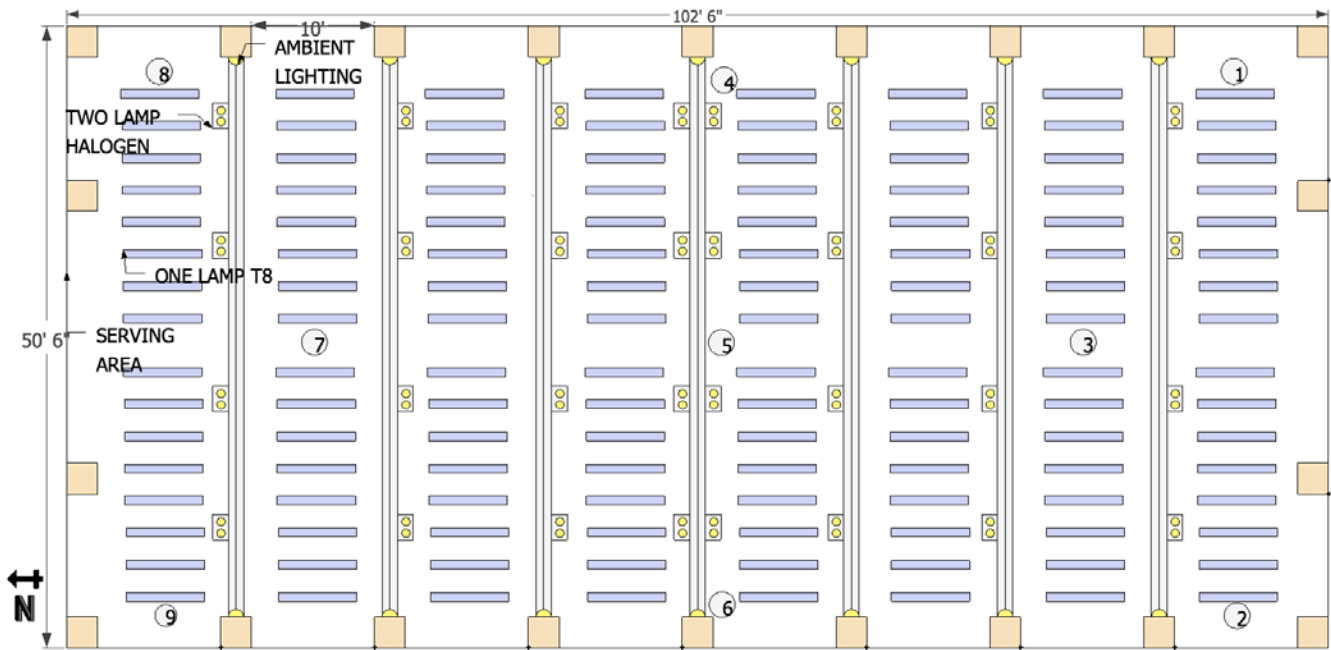 102' 6"
10'
AMBIENT
LIGHTING
8
4
1
TWO LAMP
HALOGEN
ONE LAMP T8
50' 6"
SERVING
AREA
7
5
3
N
9
6
2